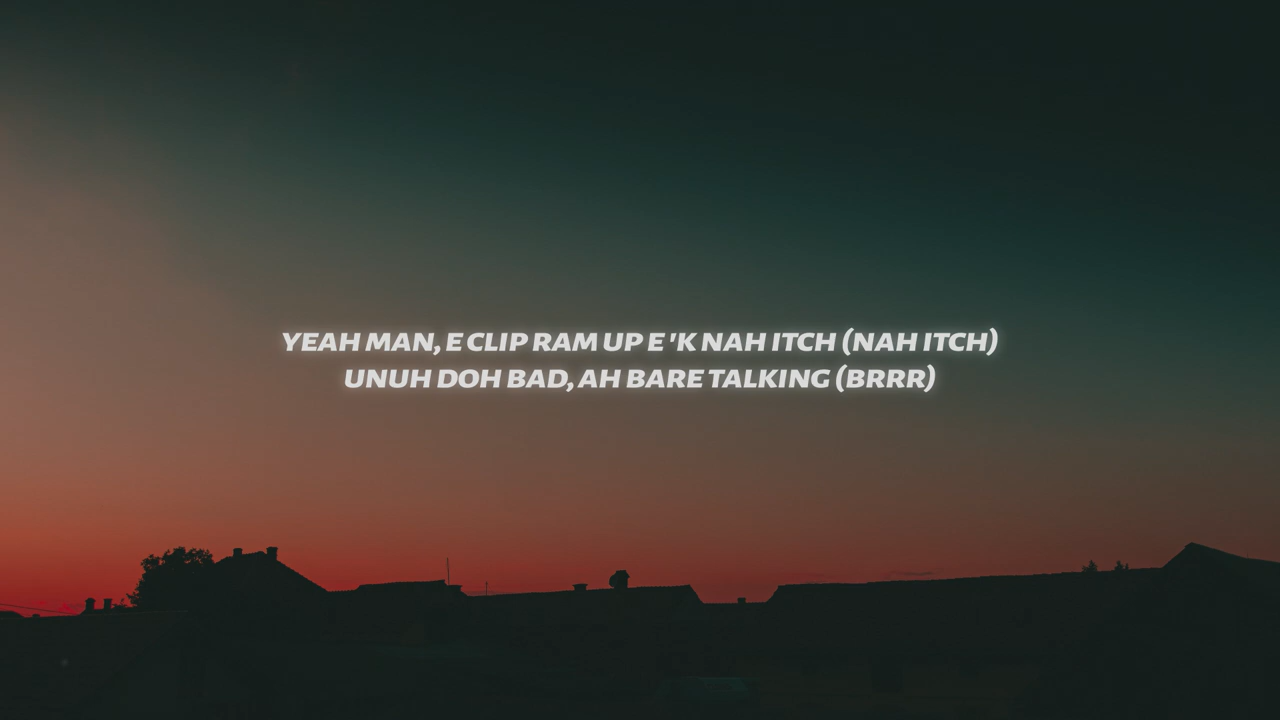 YEAH MAN, E CLIP RAM UP E 'K NAH ITCH (NAH ITCH)
UNUH DOH BAD, AH BARE TALKING (BRRR)